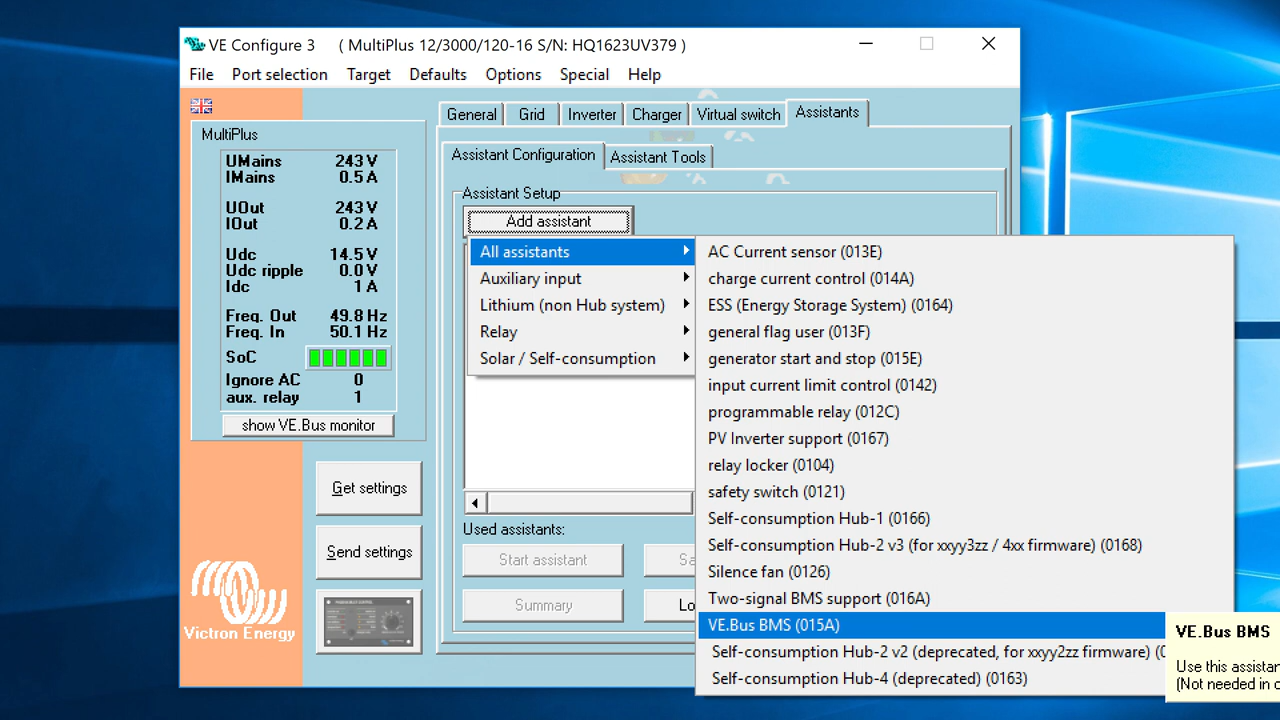 VE Configure 3 ( MultiPlus 12/3000/120-16 S/N: HQ1623UV379 )
File Port selection Target Defaults Options Special Help
General Grid Inverter Charger Virtual switch Assistants
MultiPlus
UMains 243 V
IMains 0.5 A
UOut 243 V
IOut 0.2 A
Udc 14.5 V
Udc ripple 0.0 V
Idc 1 A
Freq. Out 49.8 Hz
Freq. In 50.1 Hz
SoC
Ignore AC 0
aux. relay 1
show VE.Bus monitor
Get settings
Send settings
Victron Energy
Assistant Configuration Assistant Tools
Assistant Setup
Add assistant
All assistants
Auxiliary input
Lithium (non Hub system)
Relay
Solar / Self-consumption
Used assistants:
Start assistant
Sa
Summary
Lo
AC Current sensor (013E)
charge current control (014A)
ESS (Energy Storage System) (0164)
general flag user (013F)
generator start and stop (015E)
input current limit control (0142)
programmable relay (012C)
PV Inverter support (0167)
relay locker (0104)
safety switch (0121)
Self-consumption Hub-1 (0166)
Self-consumption Hub-2 v3 (for xxyy3zz / 4xx firmware) (0168)
Silence fan (0126)
Two-signal BMS support (016A)
VE.Bus BMS (015A)
Self-consumption Hub-2 v2 (deprecated, for xxyy2zz firmware) (
Self-consumption Hub-4 (deprecated) (0163)
VE.Bus BMS
Use this assistan
(Not needed in